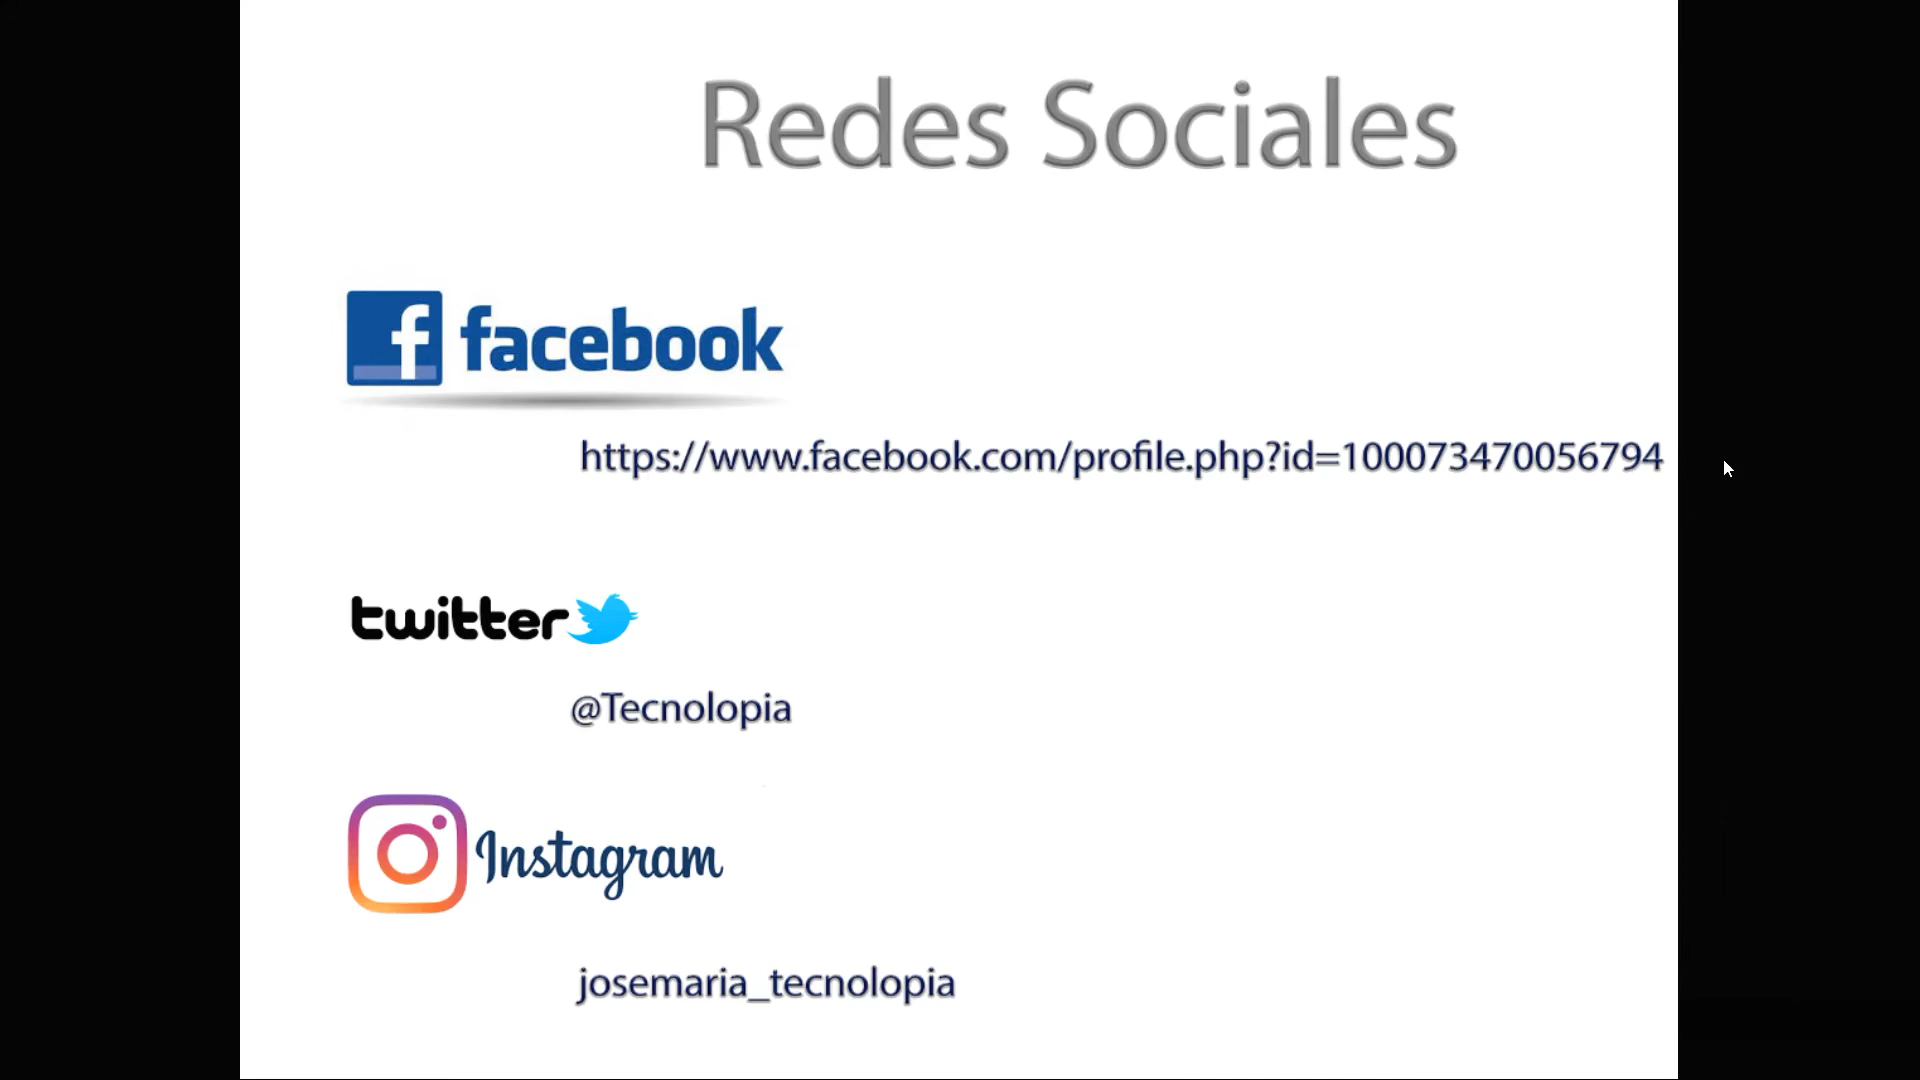 Redes Sociales
facebook
https://www.facebook.com/profile.php?id=100073470056794
twitter
@Tecnolopia
Instagram
josemaria_tecnolopia